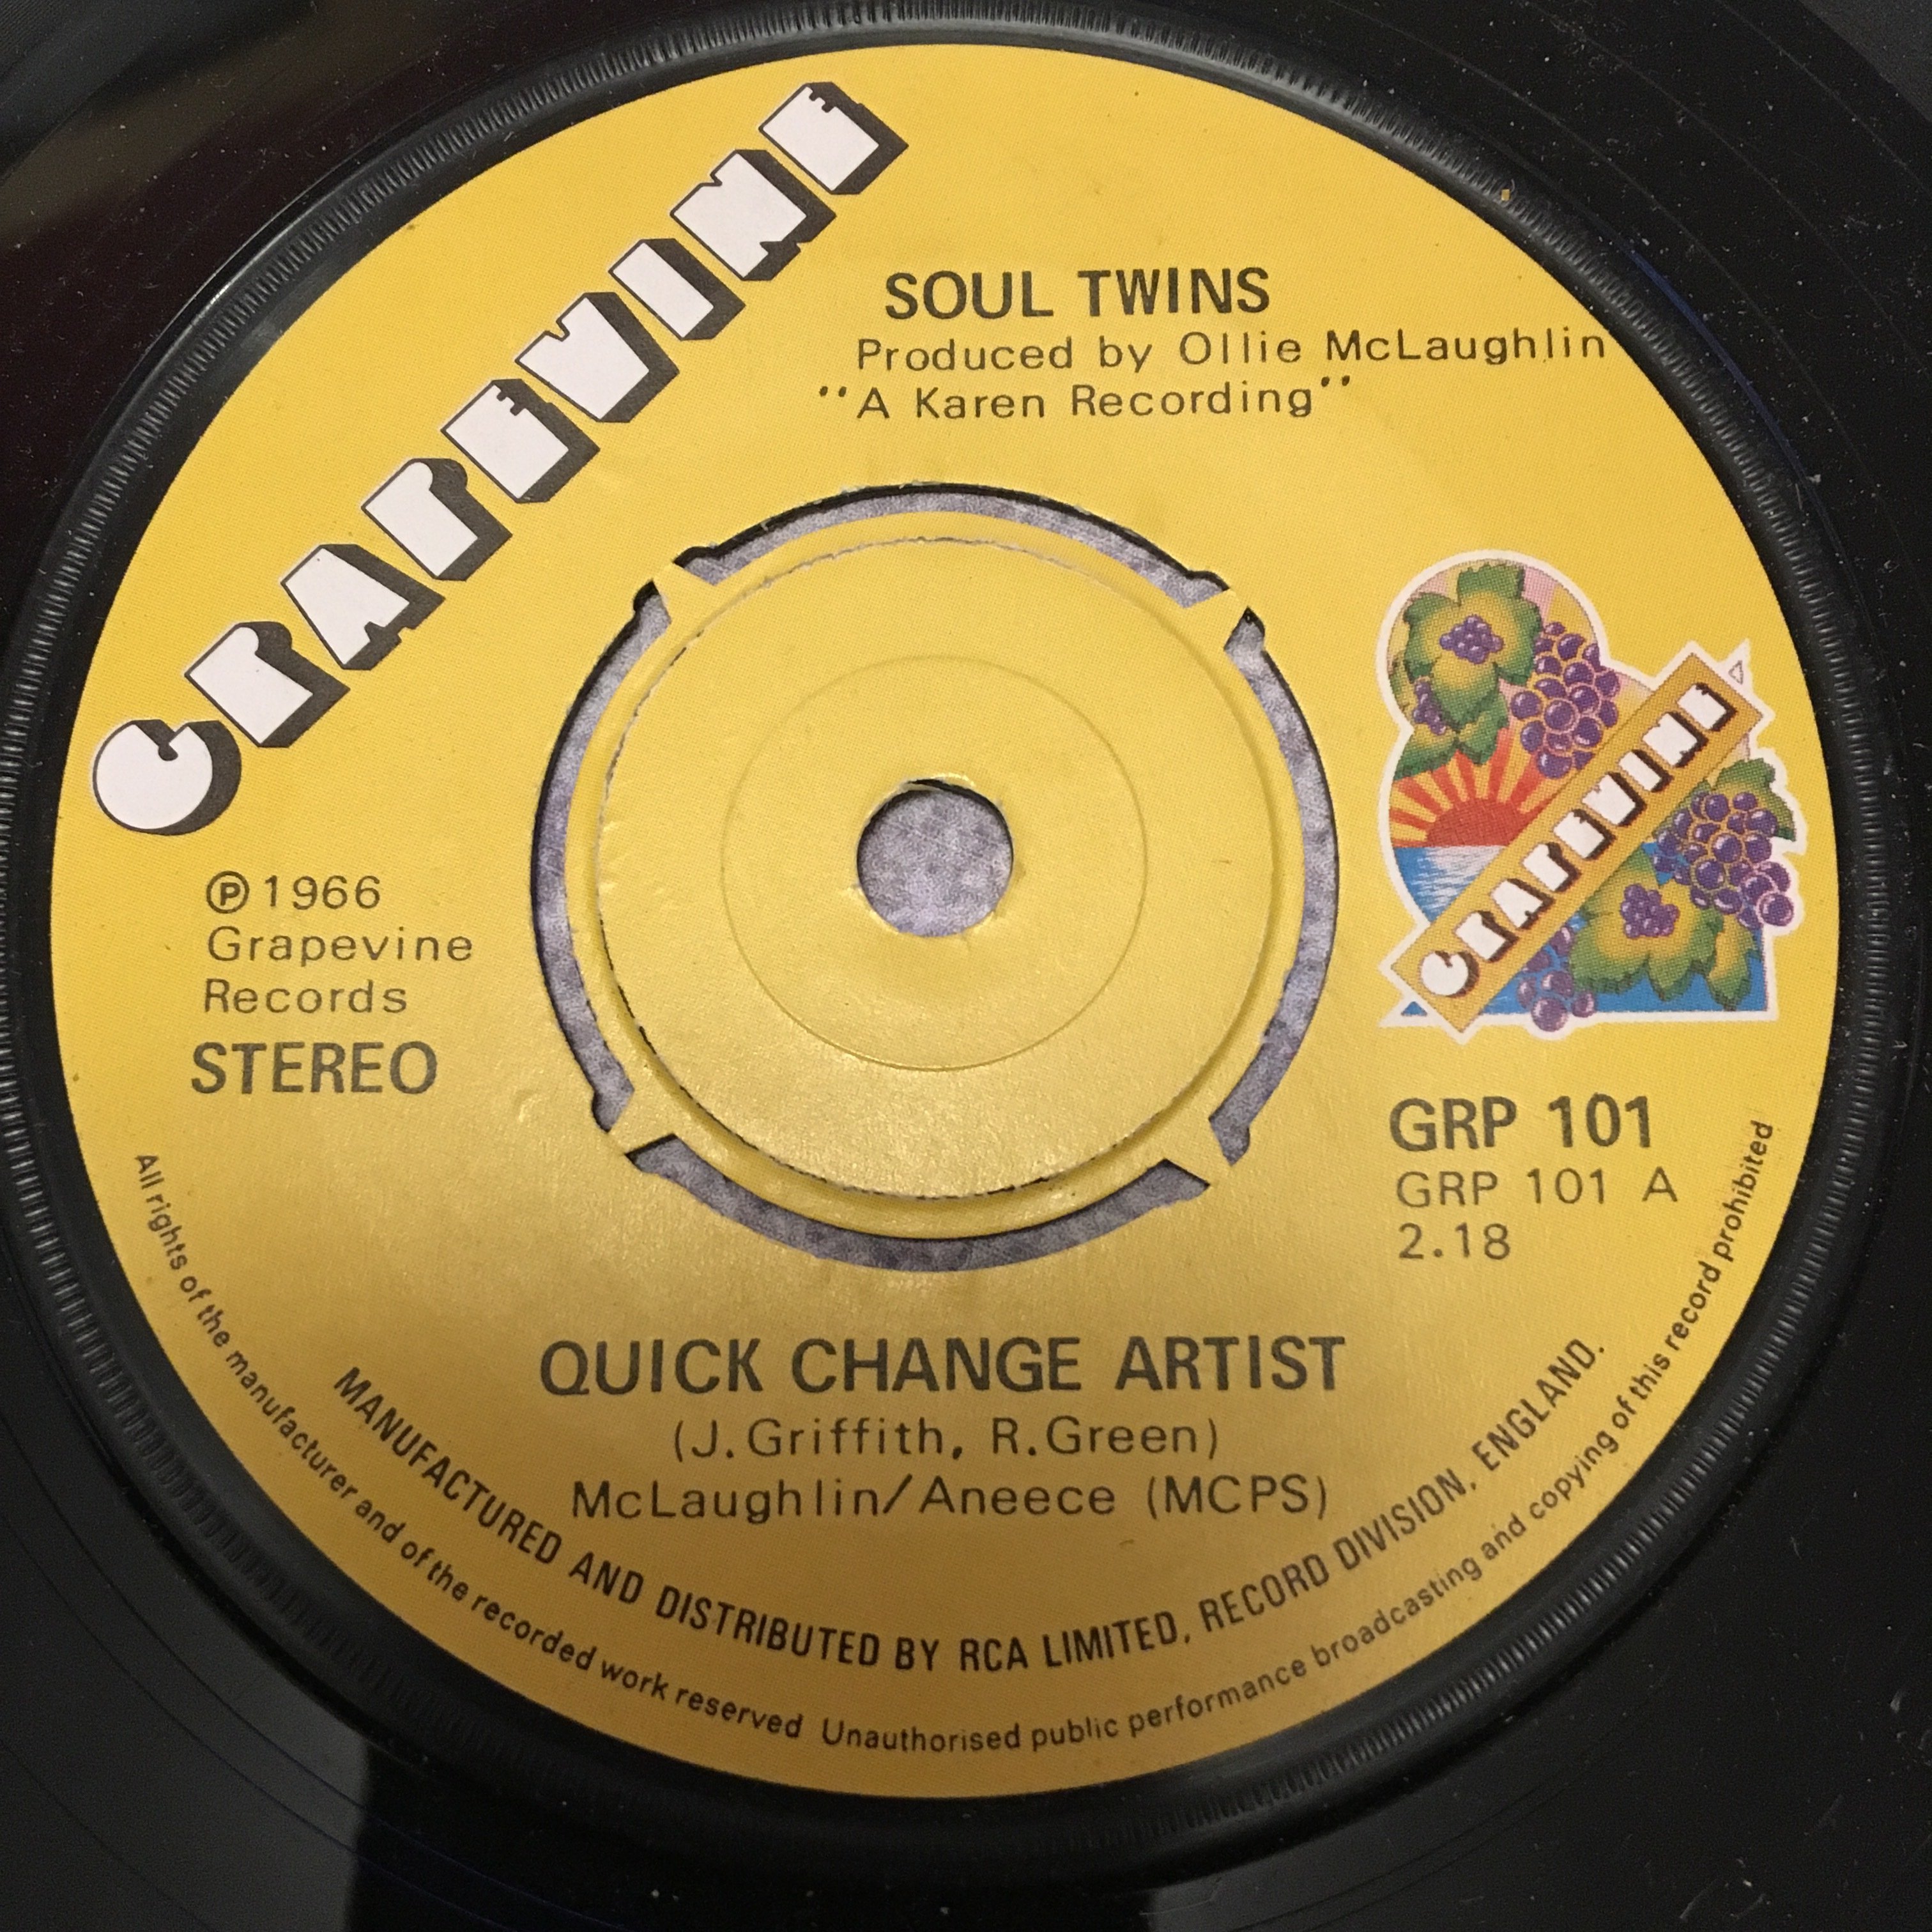 GRAPEVINE
SOUL TWINS
Produced by Ollie McLaughlin
"A Karen Recording"
GRAPEVINE
℗ 1966
Grapevine
Records
STEREO
GRP 101
GRP 101 A
2.18
QUICK CHANGE ARTIST
(J.Griffith, R.Green)
McLaughlin/Aneece (MCPS)
MANUFACTURED AND DISTRIBUTED BY RCA LIMITED, RECORD DIVISION, ENGLAND.
All rights of the manufacturer and of the recorded work reserved Unauthorised public performance broadcasting and copying of this record prohibited